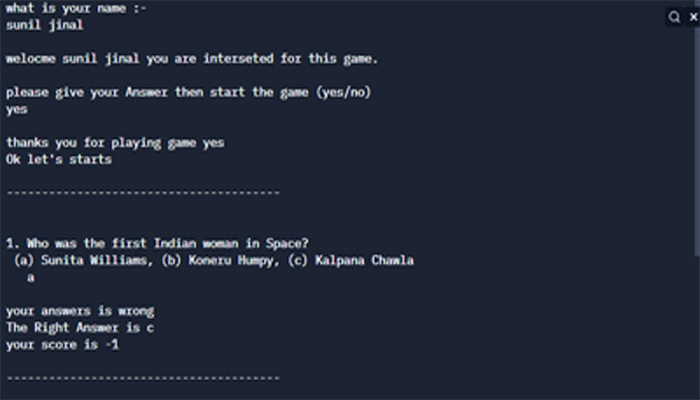 what is your name :-
sunil jinal
welocme sunil jinal you are interseted for this game.
please give your Answer then start the game (yes/no)
yes
thanks you for playing game yes
Ok let's starts
---------------------------------------
1. Who was the first Indian woman in Space?
(a) Sunita Williams, (b) Koneru Humpy, (c) Kalpana Chawla
a
your answers is wrong
The Right Answer is c
your score is -1
---------------------------------------